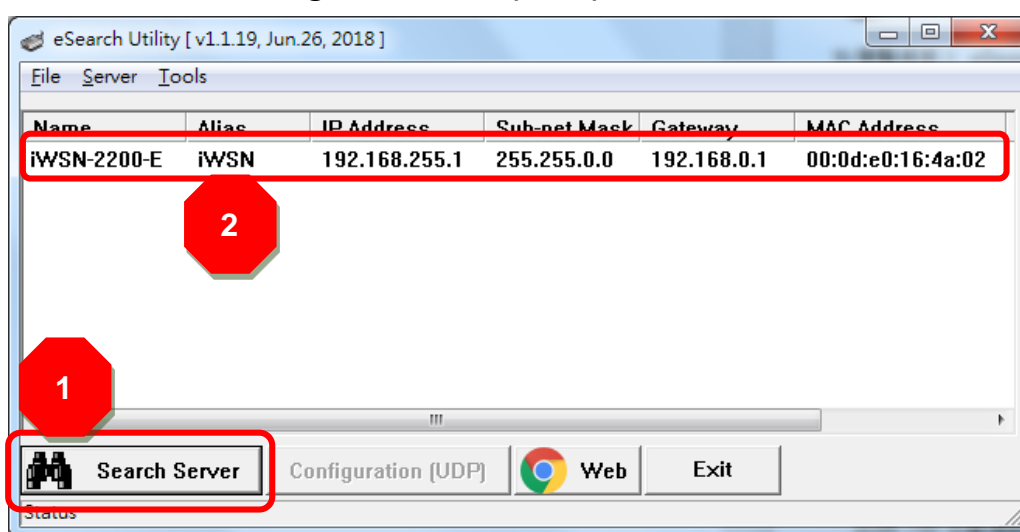 eSearch Utility [ v1.1.19, Jun.26, 2018 ]
File Server Tools
Name Alias IP Address Sub-net Mask Gateway MAC Address
iWSN-2200-E iWSN 192.168.255.1 255.255.0.0 192.168.0.1 00:0d:e0:16:4a:02
2
1
Search Server Configuration (UDP) Web Exit
Status